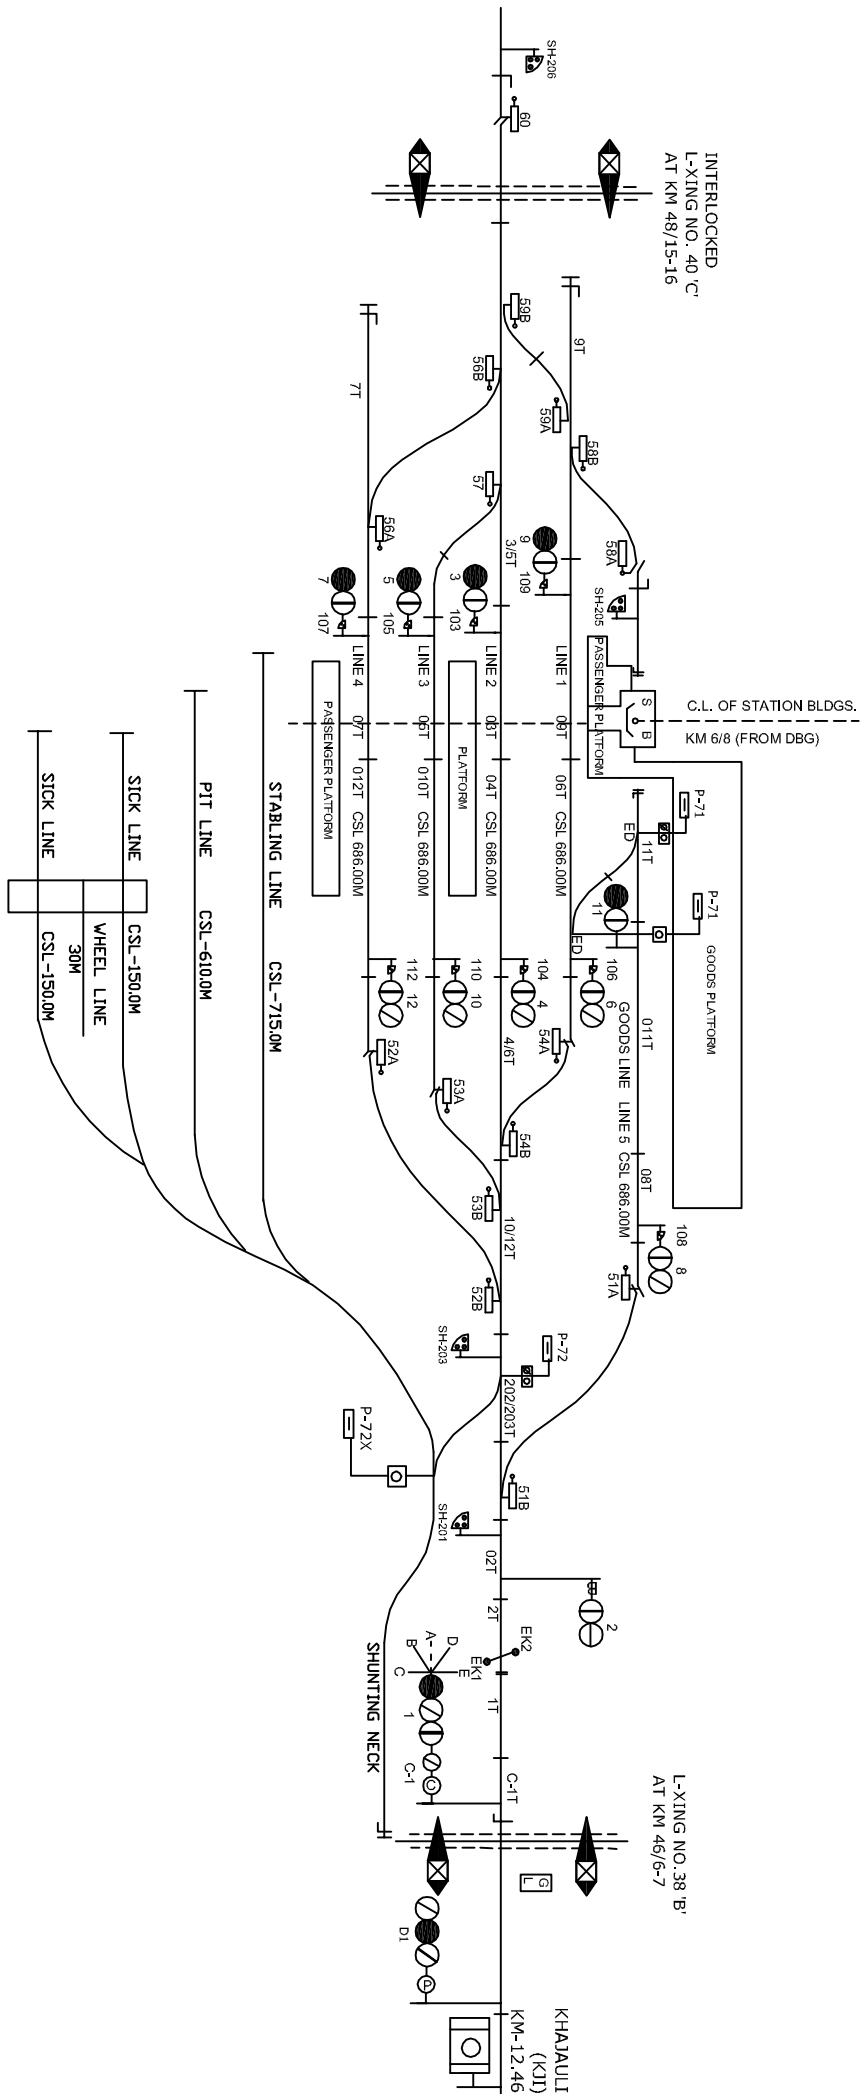 SH-206
60
INTERLOCKED
L-XING NO. 40 'C'
AT KM 48/15-16
59B
9T
56B
59A
7T
58B
57
56A
58A
3/5T
9
109
SH-205
7
107
5
105
3
103
LINE 4
LINE 3
LINE 2
LINE 1
PASSENGER PLATFORM
S B
C.L. OF STATION BLDGS.
KM 6/8 (FROM DBG)
07T
05T
03T
09T
PASSENGER PLATFORM
PLATFORM
012T CSL 686.00M
010T CSL 686.00M
04T CSL 686.00M
06T CSL 686.00M
P-71
ED
11T
P-71
11
ED
GOODS PLATFORM
SICK LINE
SICK LINE
PIT LINE CSL-610.0M
STABLING LINE CSL-715.0M
CSL-150.0M
WHEEL LINE
30M
CSL-150.0M
112 12
110 10
104 4
106 6
52A
53A
4/6T
54A
54B
011T
GOODS LINE LINE 5 CSL 686.00M
08T
53B
10/12T
108 8
51A
52B
SH-203
P-72
202/203T
P-72X
51B
SH-201
02T
2
2T
EK2
EK1
A
B
C
D
E
1
1T
C-1
C
C-1T
SHUNTING NECK
L-XING NO.38 'B'
AT KM 46/6-7
G
L
D1
P
KHAJAULI
(KJI)
KM-12.46